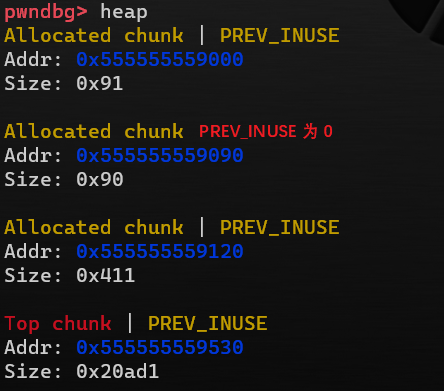 pwndbg> heap
Allocated chunk | PREV_INUSE
Addr: 0x555555559000
Size: 0x91
Allocated chunk PREV_INUSE 为 0
Addr: 0x555555559090
Size: 0x90
Allocated chunk | PREV_INUSE
Addr: 0x555555559120
Size: 0x411
Top chunk | PREV_INUSE
Addr: 0x555555559530
Size: 0x20ad1